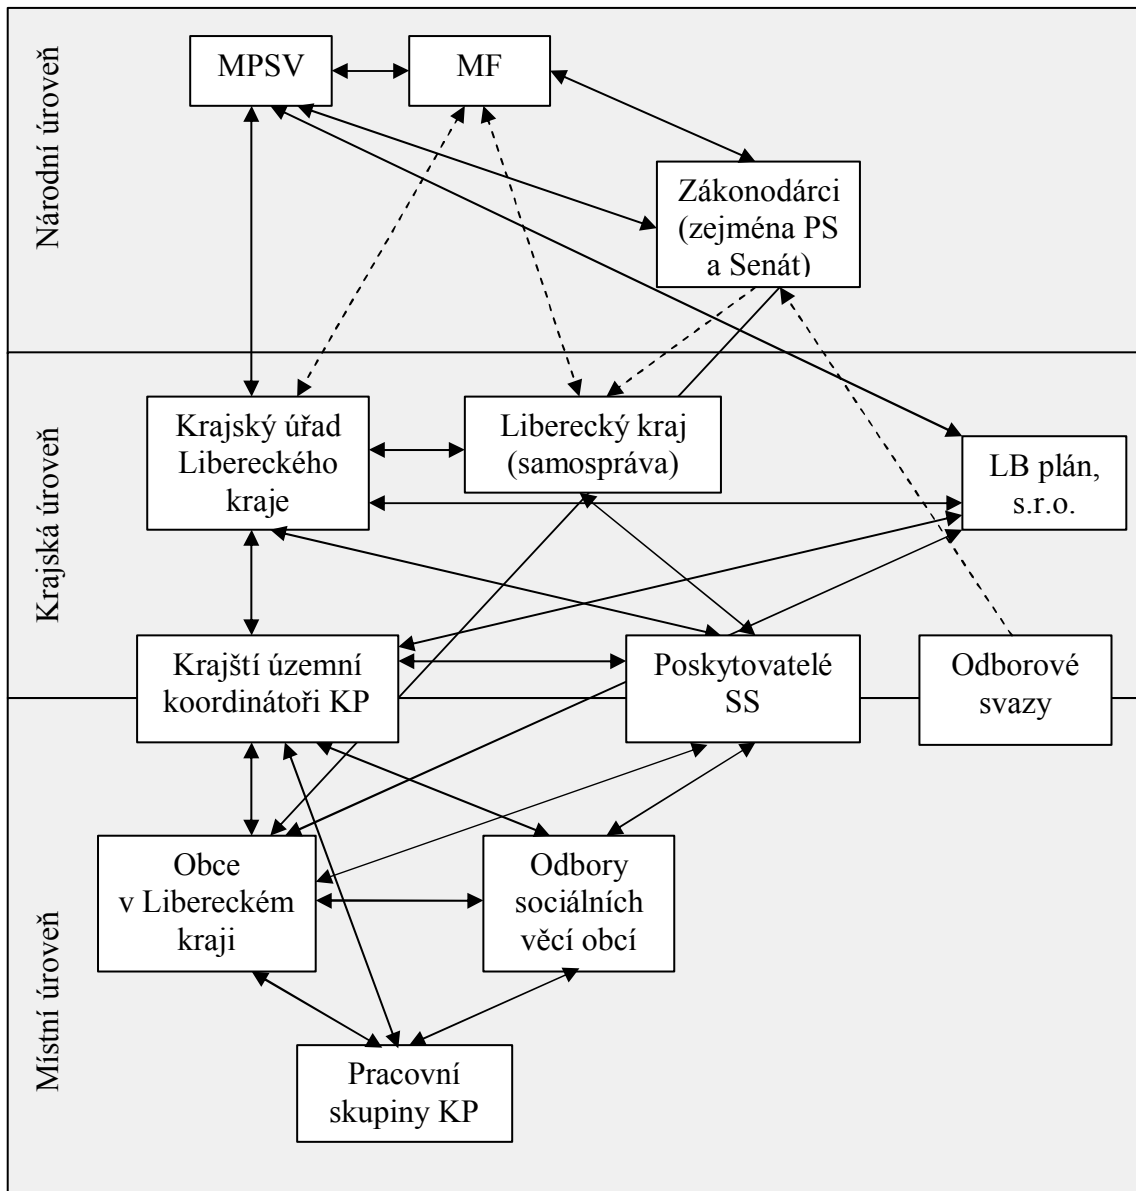 Národní úroveň
MPSV
MF
Zákonodárci
(zejména PS
a Senát)
Krajská úroveň
Krajský úřad
Libereckého
kraje
Liberecký kraj
(samospráva)
LB plán,
s.r.o.
Krajští územní
koordinátoři KP
Poskytovatelé
SS
Odborové
svazy
Místní úroveň
Obce
v Libereckém
kraji
Odbory
sociálních
věcí obcí
Pracovní
skupiny KP